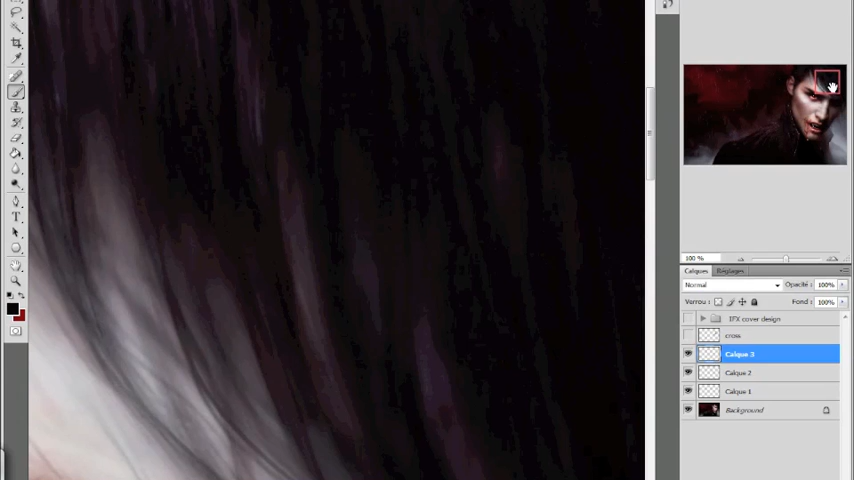 100 %
Calques Réglages
Normal Opacité : 100%
Verrou : Fond : 100%
IFX cover design
cross
Calque 3
Calque 2
Calque 1
Background